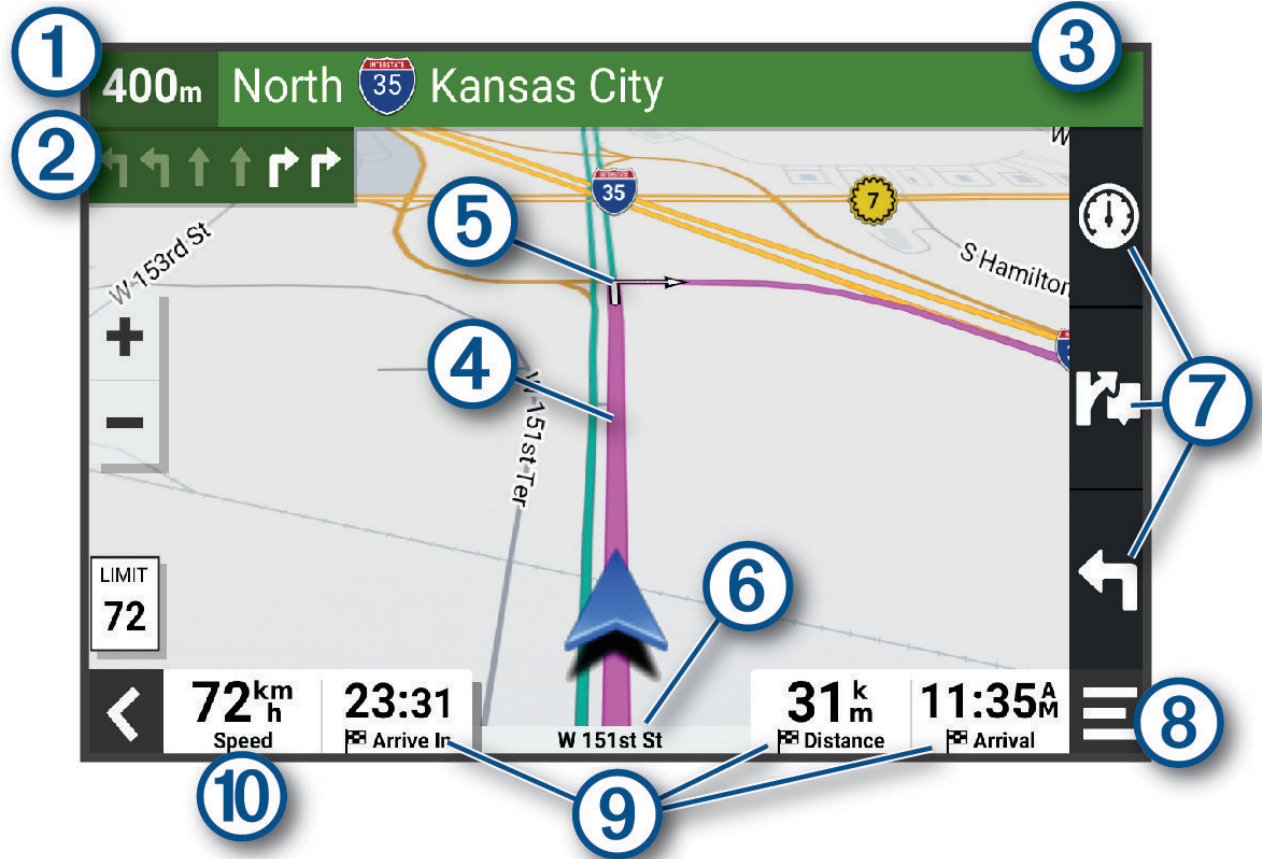 1
3
400m North INTERSTATE 35 Kansas City
2
W
INTERSTATE
35
7
5
W 153rd St
S Hamilton
+
4
7
−
W 151st Ter
LIMIT
72
6
72 km h
Speed
23:31
Arrive In
W 151st St
31 k m
Distance
11:35 AM
Arrival
8
10
9